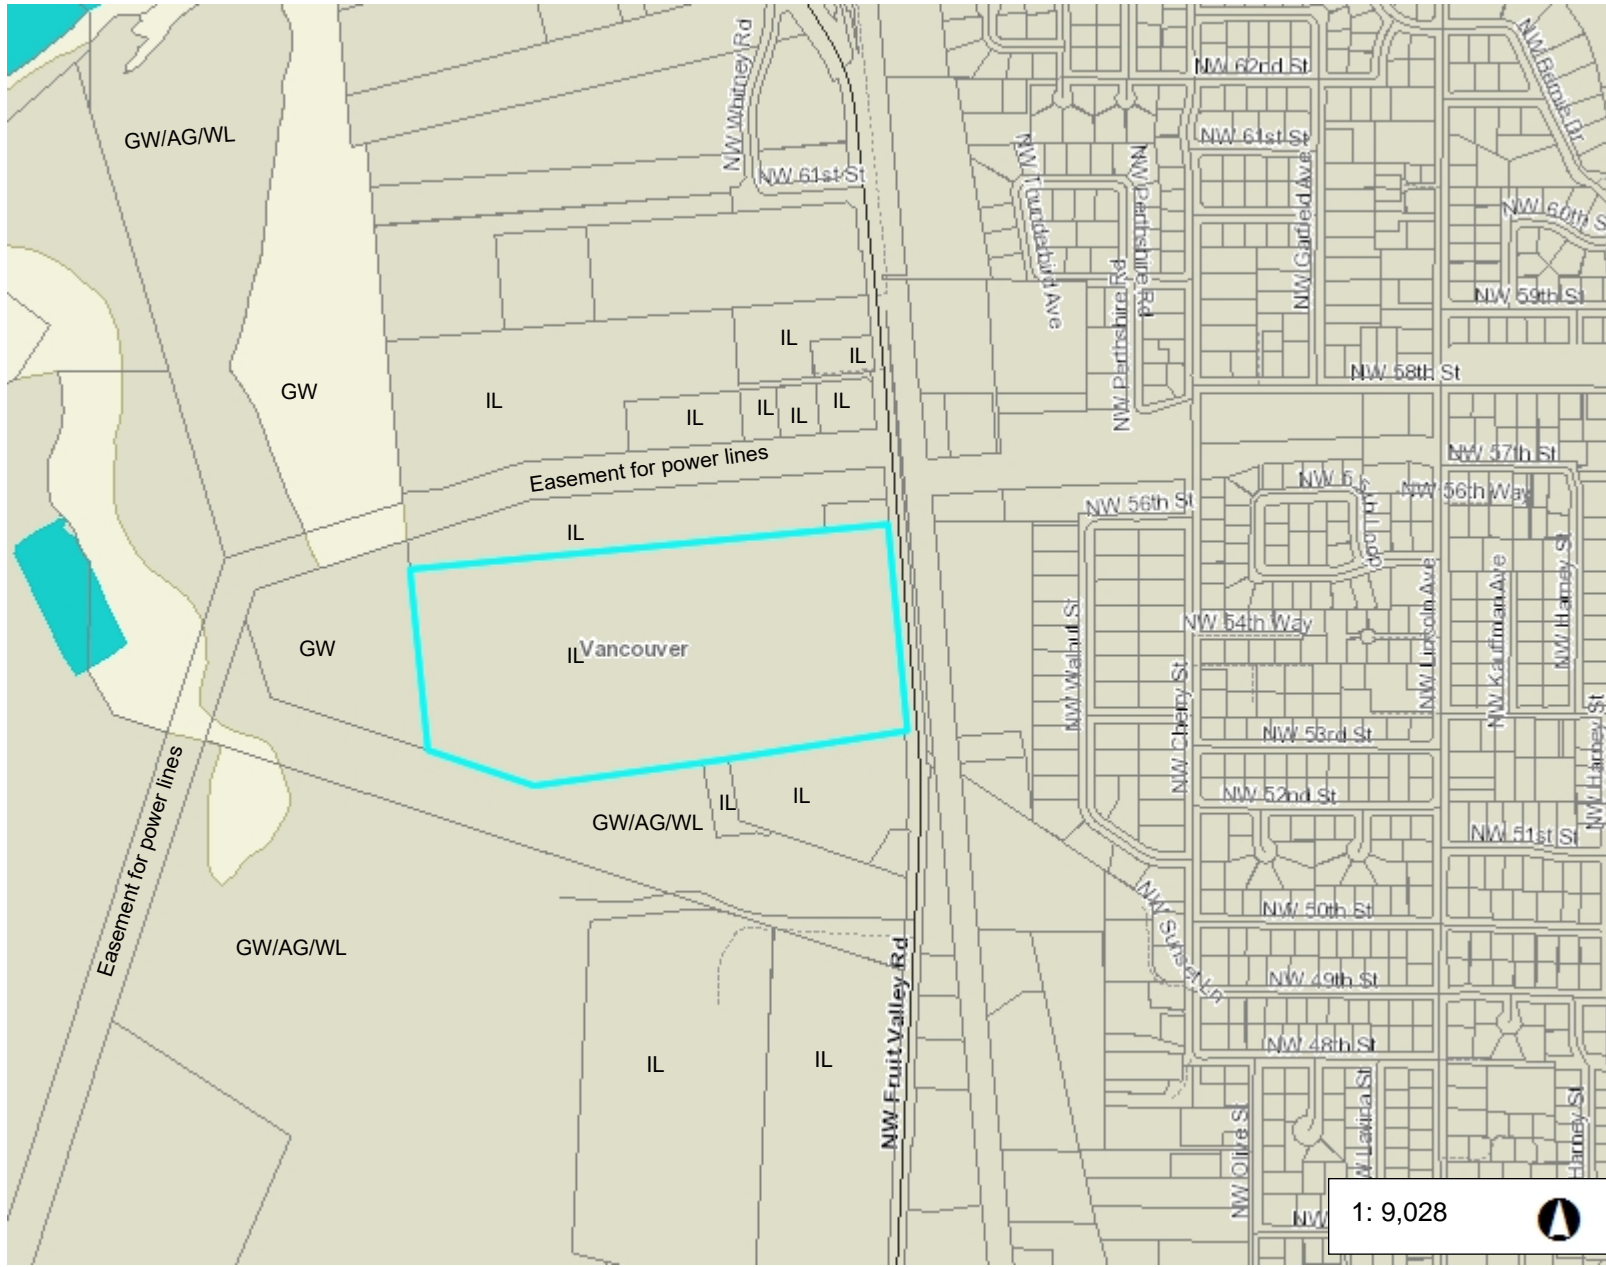 NW Whitney Rd
NW 62nd St
NW Bernie Dr
GW/AG/WL
NW 61st St
NW 61st St
NW Thunderbird Ave
NW Perthshire Rd
NW Garfield Ave
NW 60th S
NW Perthshire Rd
NW 59th St
IL
IL
NW 58th St
GW
IL
IL
IL
IL
IL
NW 57th St
Easement for power lines
NW 56th Way
NW 56th St
IL
NW Walnut St
NW Lincoln Ave
NW Kauffman Ave
NW Harney St
NW 54th Way
GW
IL
Vancouver
NW Cherry St
NW 53rd St
NW Harney St
Easement for power lines
NW 52nd St
IL
IL
GW/AG/WL
NW 51st St
NW Sunset Ln
NW 50th St
GW/AG/WL
NW Fruit Valley Rd
NW 49th St
NW 48th St
IL
IL
NW Olive St
W Lavina St
Harney St
NW
1: 9,028